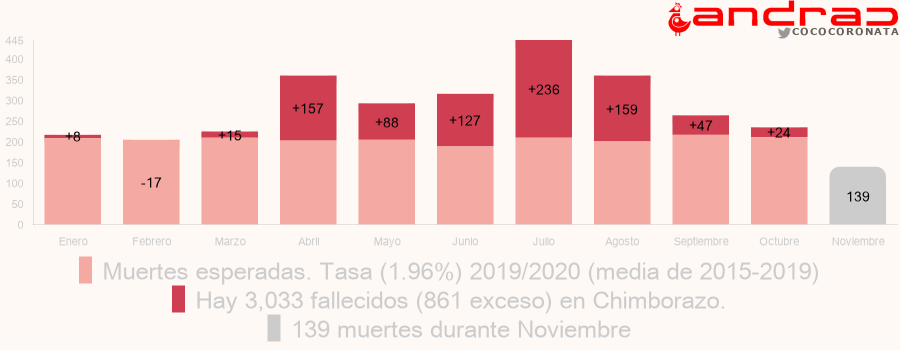 andrac
COCOCORONATA
445
400
350
300
250
200
150
100
50
0
+8
-17
+15
+157
+88
+127
+236
+159
+47
+24
139
Enero
Febrero
Marzo
Abril
Mayo
Junio
Julio
Agosto
Septiembre
Octubre
Noviembre
Muertes esperadas. Tasa (1.96%) 2019/2020 (media de 2015-2019)
Hay 3,033 fallecidos (861 exceso) en Chimborazo.
139 muertes durante Noviembre